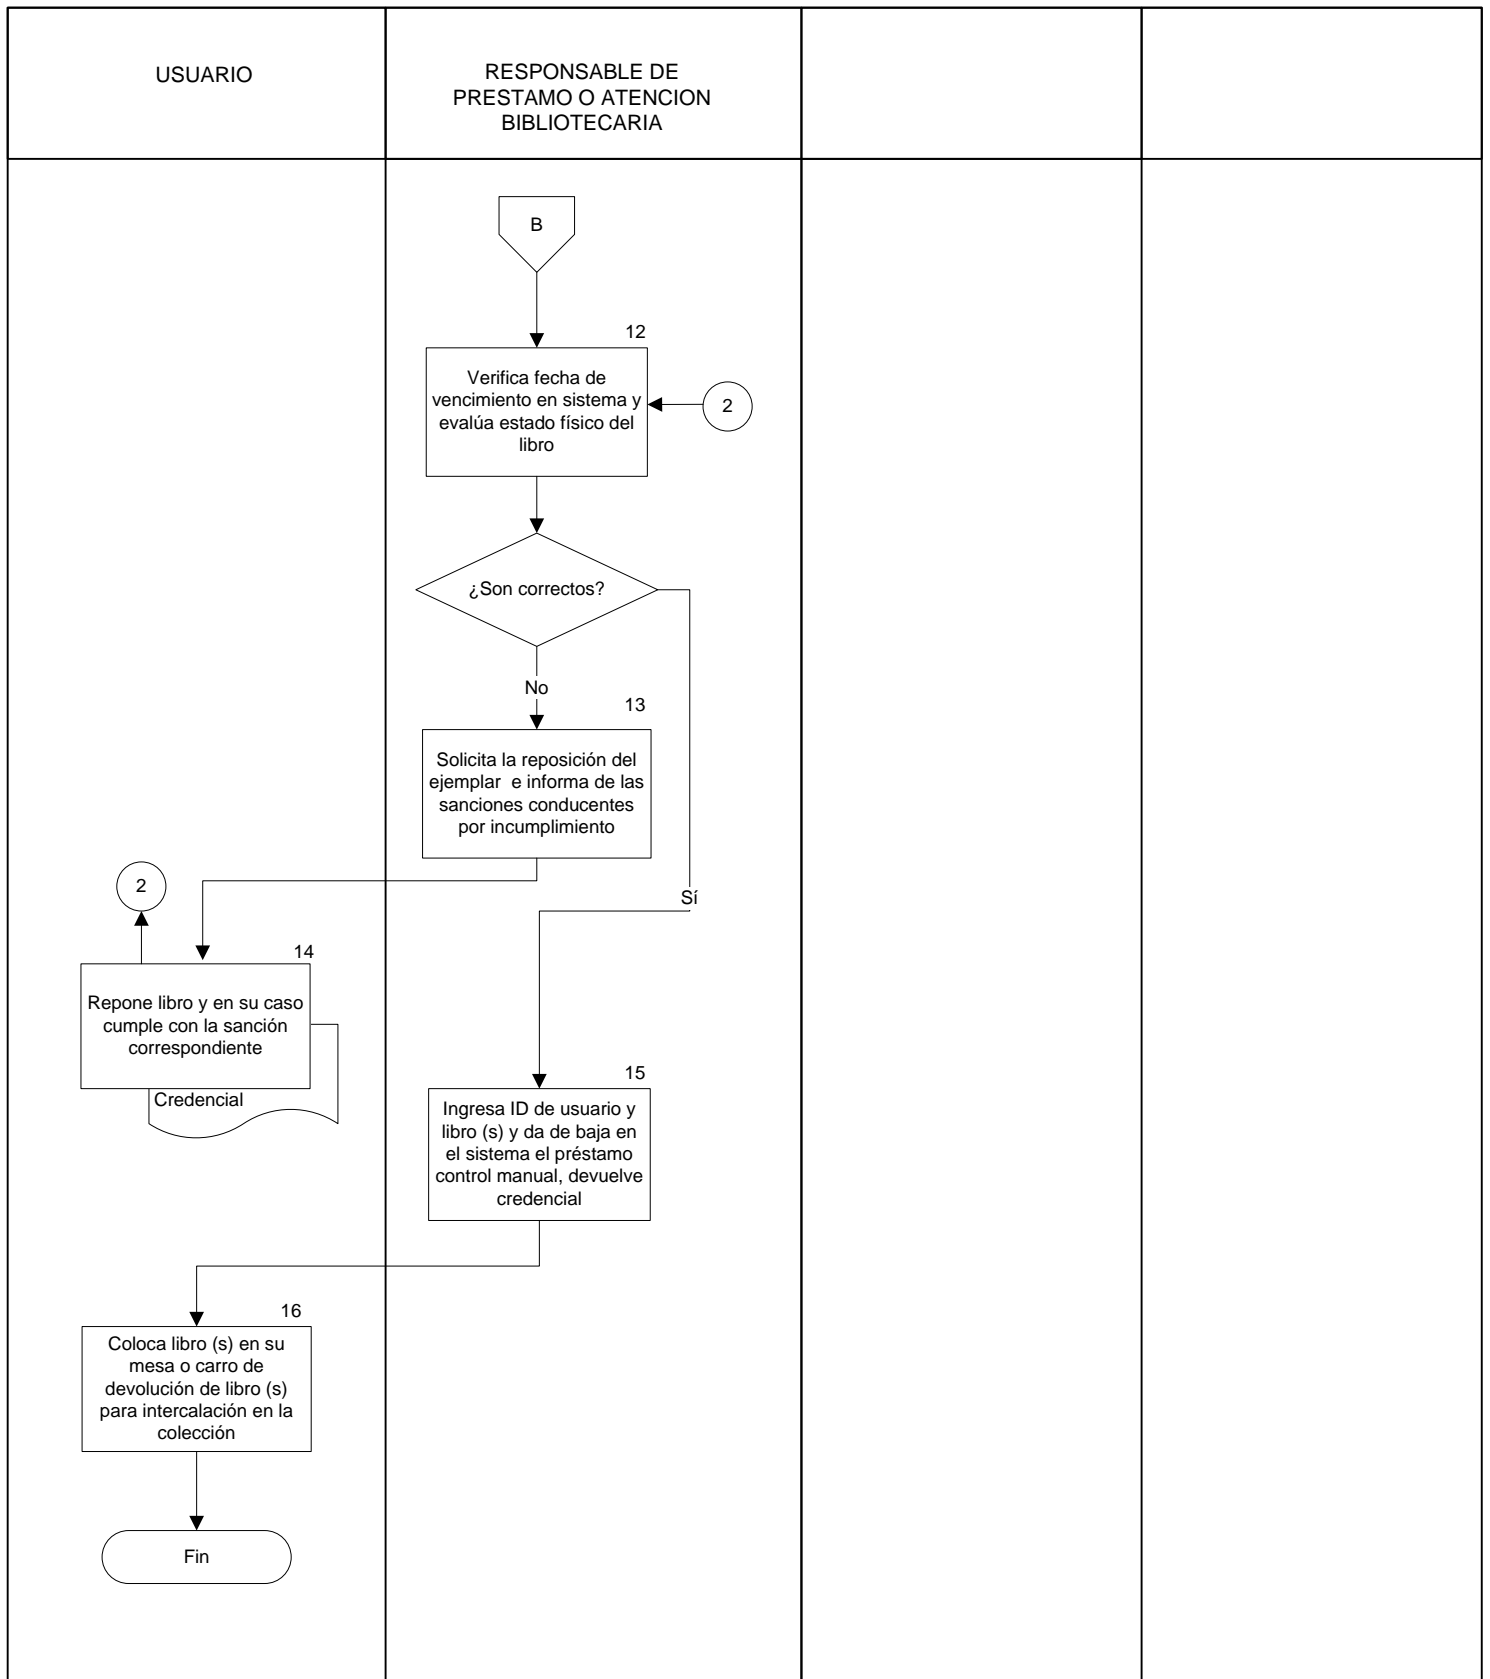 USUARIO
RESPONSABLE DE
PRESTAMO O ATENCION
BIBLIOTECARIA
B
12
Verifica fecha de
vencimiento en sistema y
evalúa estado físico del
libro
2
¿Son correctos?
No
13
Solicita la reposición del
ejemplar e informa de las
sanciones conducentes
por incumplimiento
Sí
2
14
Repone libro y en su caso
cumple con la sanción
correspondiente
Credencial
15
Ingresa ID de usuario y
libro (s) y da de baja en
el sistema el préstamo
control manual, devuelve
credencial
16
Coloca libro (s) en su
mesa o carro de
devolución de libro (s)
para intercalación en la
colección
Fin